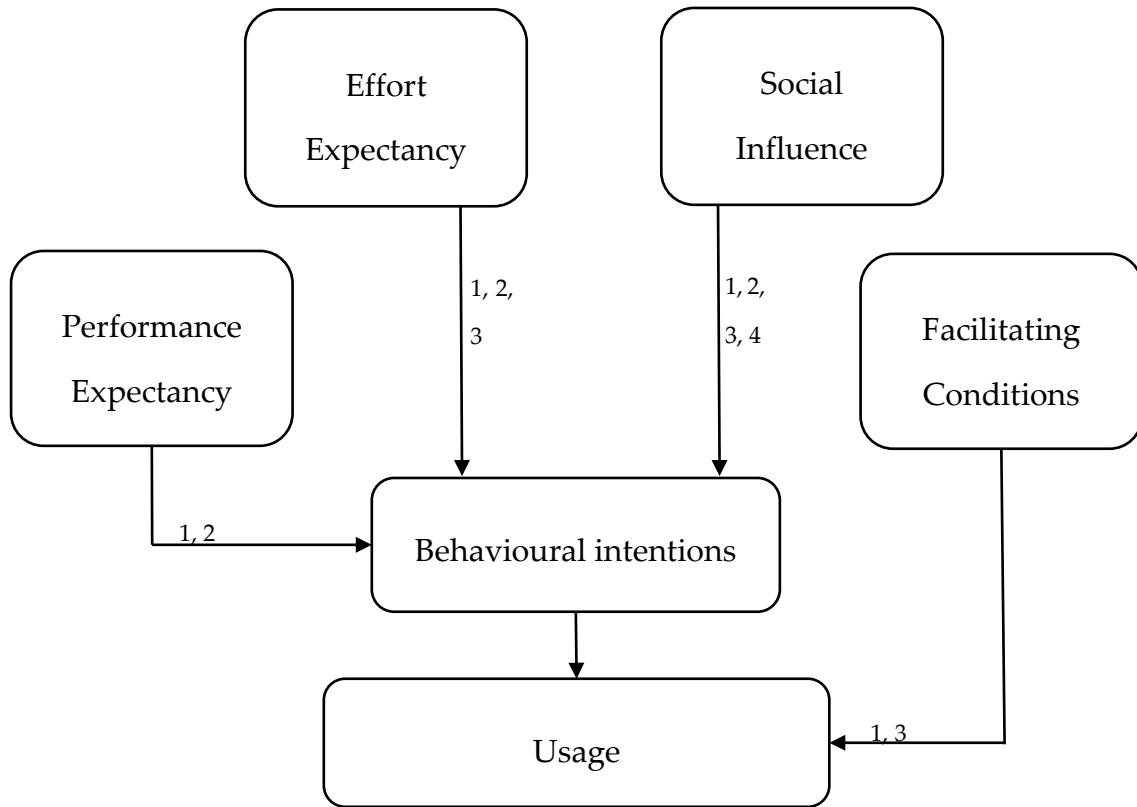 Effort
Expectancy
Social
Influence
1, 2,
3
1, 2,
3, 4
Performance
Expectancy
Facilitating
Conditions
1, 2
Behavioural intentions
1, 3
Usage